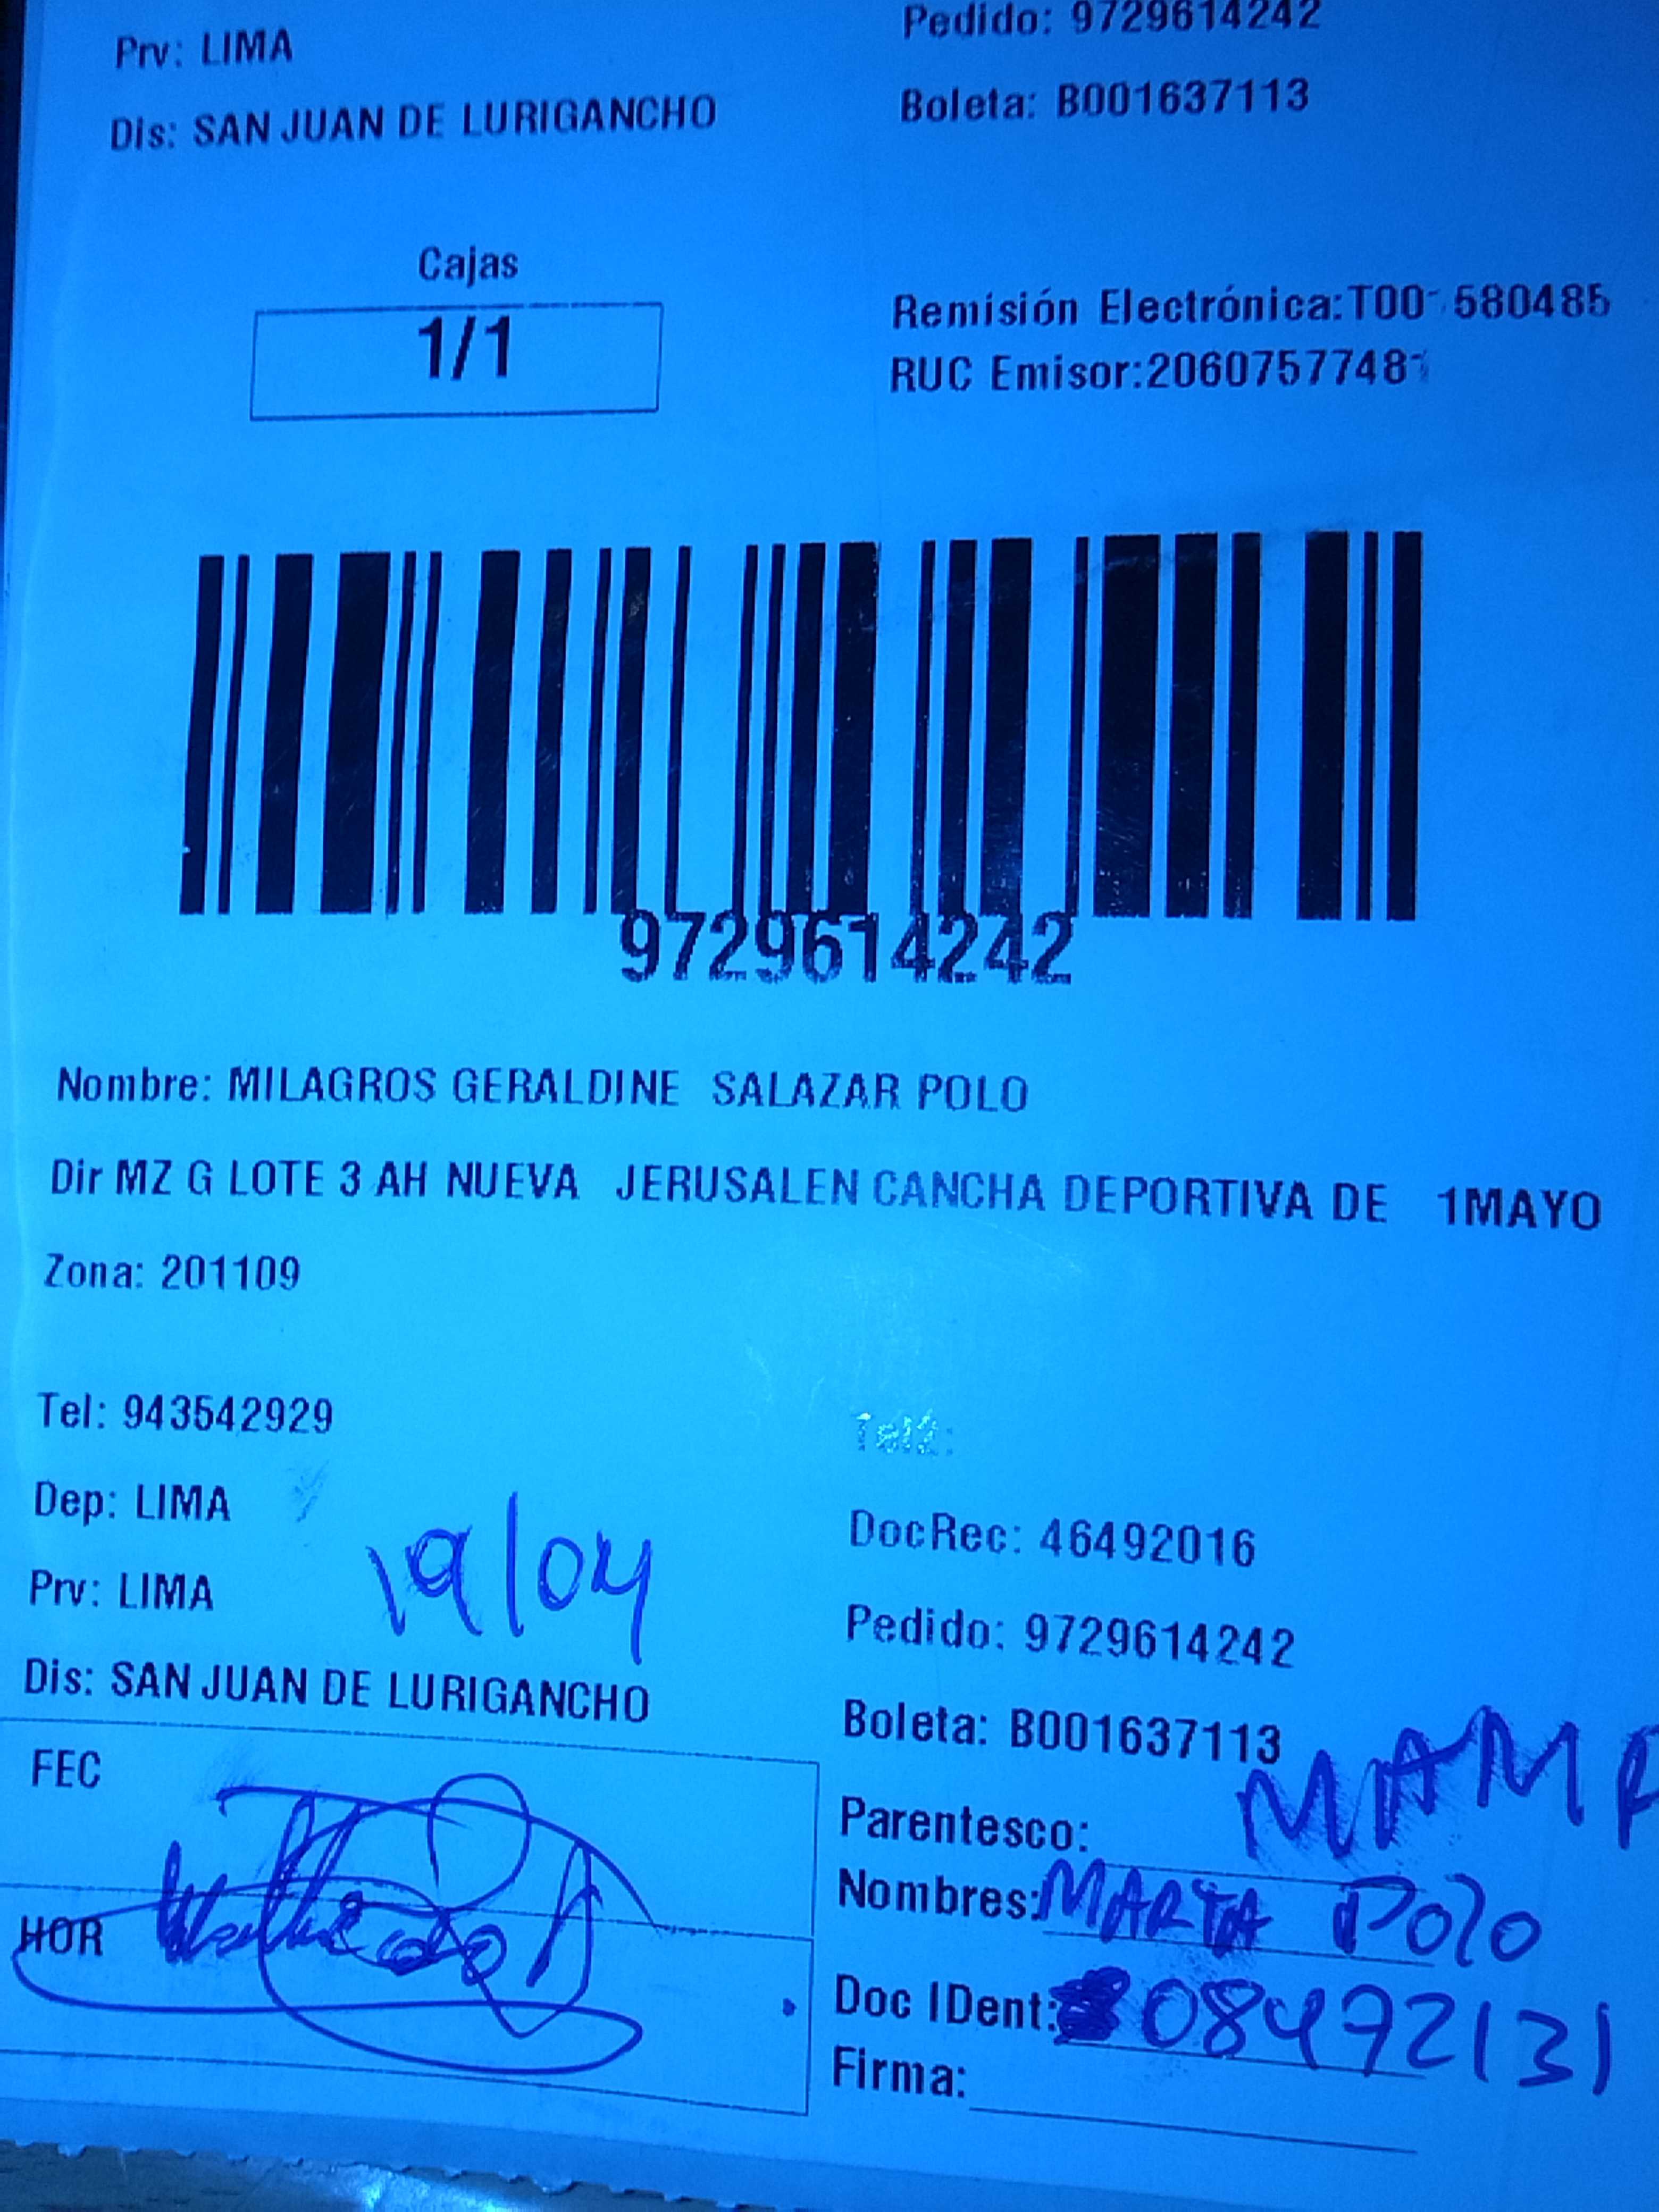 Prv: LIMA
Pedido: 9729614242
Dis: SAN JUAN DE LURIGANCHO
Boleta: B001637113
Cajas
1/1
Remisión Electrónica:T00 580485
RUC Emisor:2060757748
9729614242
Nombre: MILAGROS GERALDINE SALAZAR POLO
Dir MZ G LOTE 3 AH NUEVA JERUSALEN CANCHA DEPORTIVA DE 1MAYO
Zona: 201109
Tel: 943542929
Tel2:
Dep: LIMA
DocRec: 46492016
Prv: LIMA
19/04
Pedido: 9729614242
Dis: SAN JUAN DE LURIGANCHO
Boleta: B001637113
FEC
Parentesco: MAMA
Nombres: MARTA POLO
HOR
Doc IDent: 08472131
Firma: